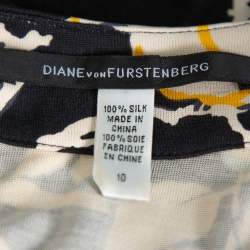 DIANE VON FURSTENBERG
100% SILK
MADE IN
CHINA
100% SOIE
FABRIQUE
EN CHINE
10